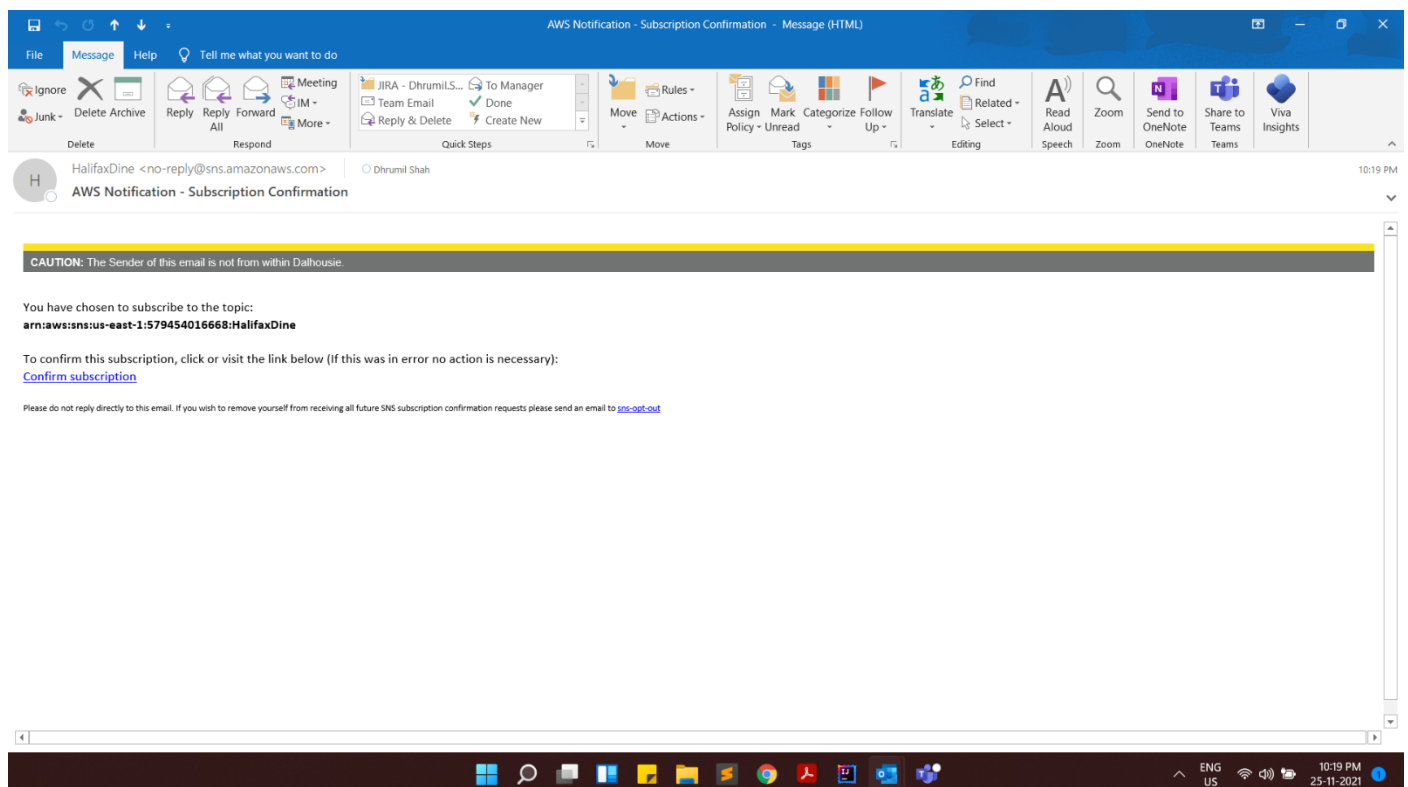 AWS Notification - Subscription Confirmation - Message (HTML)
File Message Help Tell me what you want to do
Ignore
Junk
Delete Archive
Delete
Reply Reply All Forward
Meeting
IM
More
Respond
JIRA - Dhrumil.S... To Manager
Team Email Done
Reply & Delete Create New
Quick Steps
Move
Rules
Actions
Move
Assign Policy Mark Unread Categorize Follow Up
Tags
Translate
Find
Related
Select
Editing
Read Aloud
Speech
Zoom
Zoom
Send to OneNote
OneNote
Share to Teams
Teams
Viva Insights
H
HalifaxDine <no-reply@sns.amazonaws.com> Dhrumil Shah 10:19 PM
AWS Notification - Subscription Confirmation
CAUTION: The Sender of this email is not from within Dalhousie.
You have chosen to subscribe to the topic:
arn:aws:sns:us-east-1:579454016668:HalifaxDine
To confirm this subscription, click or visit the link below (If this was in error no action is necessary):
Confirm subscription
Please do not reply directly to this email. If you wish to remove yourself from receiving all future SNS subscription confirmation requests please send an email to sns-opt-out
ENG
US
10:19 PM
25-11-2021
1